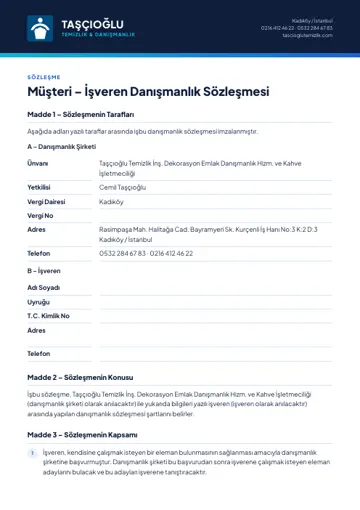 TAŞÇIOĞLU
TEMİZLİK & DANIŞMANLIK
Kadıköy / İstanbul
0216 412 46 22 · 0532 284 67 83
tascioglutemizlik.com
SÖZLEŞME
Müşteri – İşveren Danışmanlık Sözleşmesi
Madde 1 – Sözleşmenin Tarafları
Aşağıda adları yazılı taraflar arasında işbu danışmanlık sözleşmesi imzalanmıştır.
A – Danışmanlık Şirketi
Ünvanı Taşçıoğlu Temizlik İnş. Dekorasyon Emlak Danışmanlık Hizm. ve Kahve
İşletmeciliği
Yetkilisi Cemil Taşçıoğlu
Vergi Dairesi Kadıköy
Vergi No
Adres Rasimpaşa Mah. Halitağa Cad. Bayramyeri Sk. Kurçenli İş Hanı No:3 K:2 D:3
Kadıköy / İstanbul
Telefon 0532 284 67 83 · 0216 412 46 22
B – İşveren
Adı Soyadı
Uyruğu
T.C. Kimlik No
Adres
Telefon
Madde 2 – Sözleşmenin Konusu
İşbu sözleşme, Taşçıoğlu Temizlik İnş. Dekorasyon Emlak Danışmanlık Hizm. ve Kahve İşletmeciliği
(danışmanlık şirketi olarak anılacaktır) ile yukarıda bilgileri yazılı işveren (işveren olarak anılacaktır)
arasında yapılan danışmanlık sözleşmesi şartlarını belirler.
Madde 3 – Sözleşmenin Kapsamı
1 İşveren, kendisine çalışmak isteyen bir eleman bulunmasının sağlanması amacıyla danışmanlık
şirketine başvurmuştur. Danışmanlık şirketi bu başvurudan sonra işverene çalışmak isteyen eleman
adaylarını bulacak ve bu adayları işverene tanıştıracaktır.